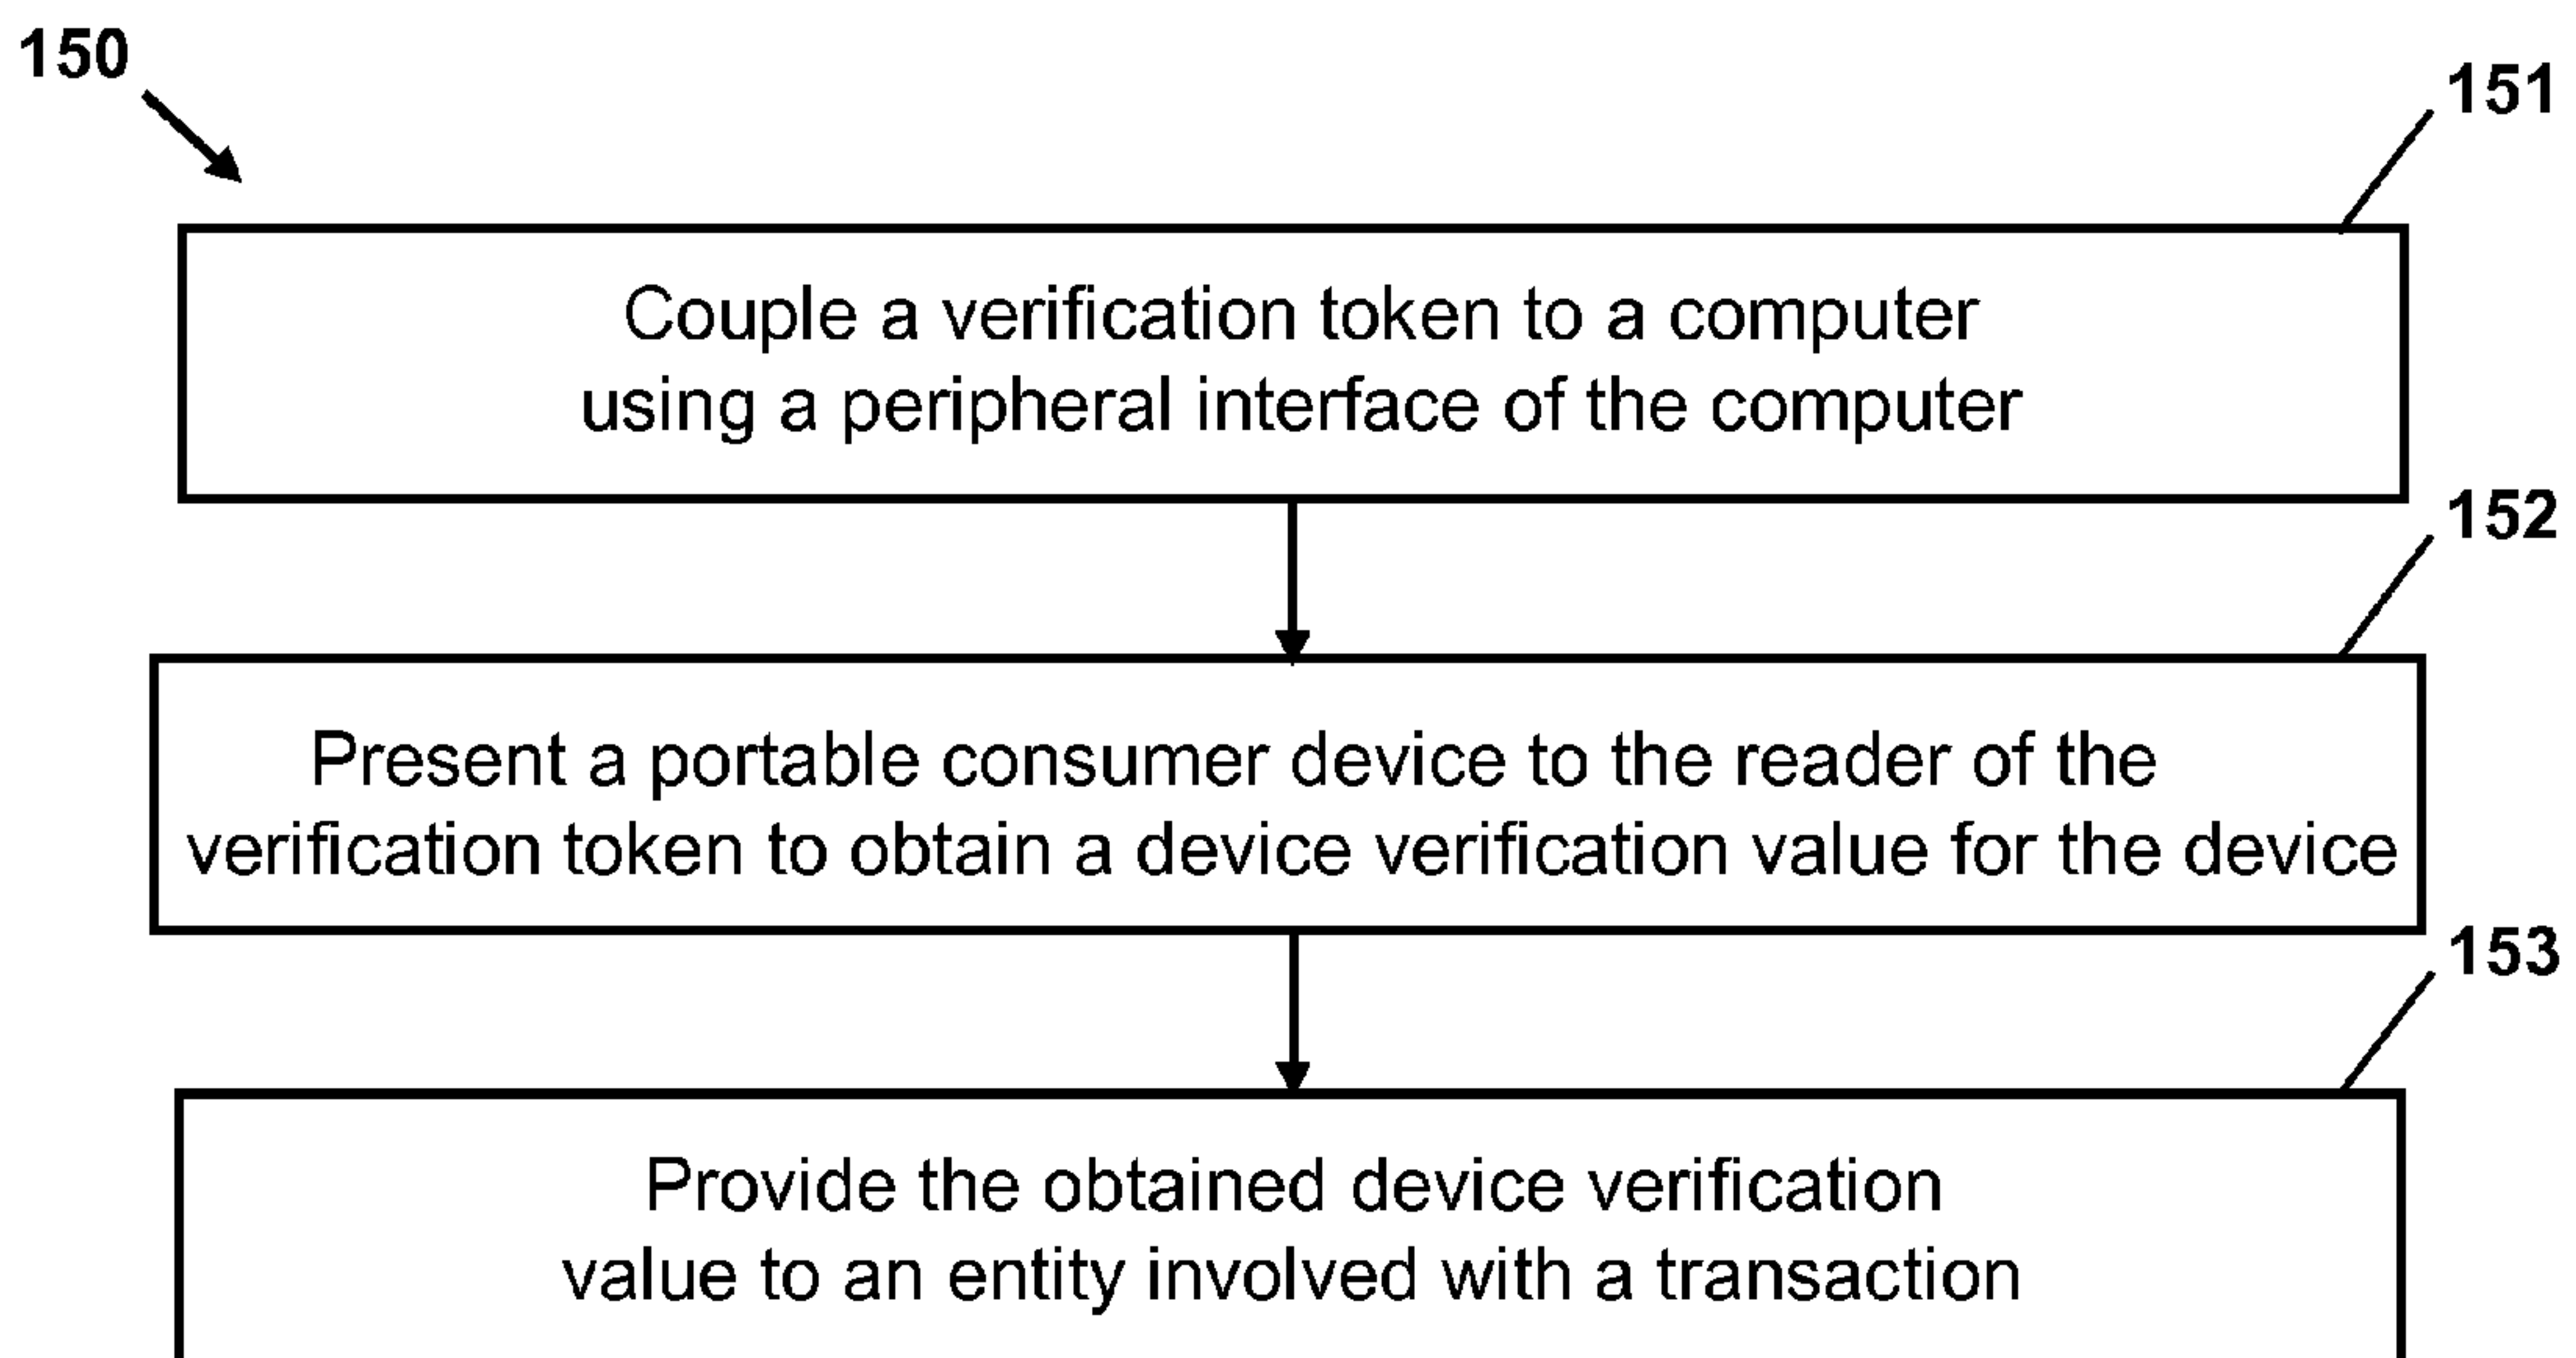 150
151
Couple a verification token to a computer
using a peripheral interface of the computer
152
Present a portable consumer device to the reader of the
verification token to obtain a device verification value for the device
153
Provide the obtained device verification
value to an entity involved with a transaction